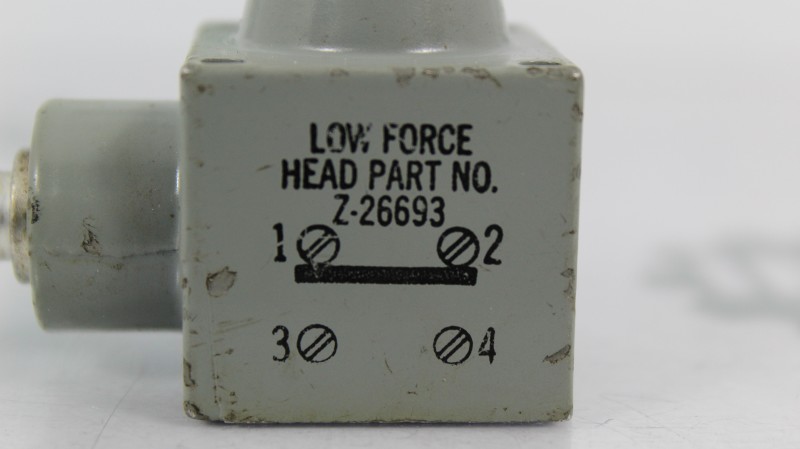 LOW FORCE
HEAD PART NO.
Z-26693
1 2
3 4